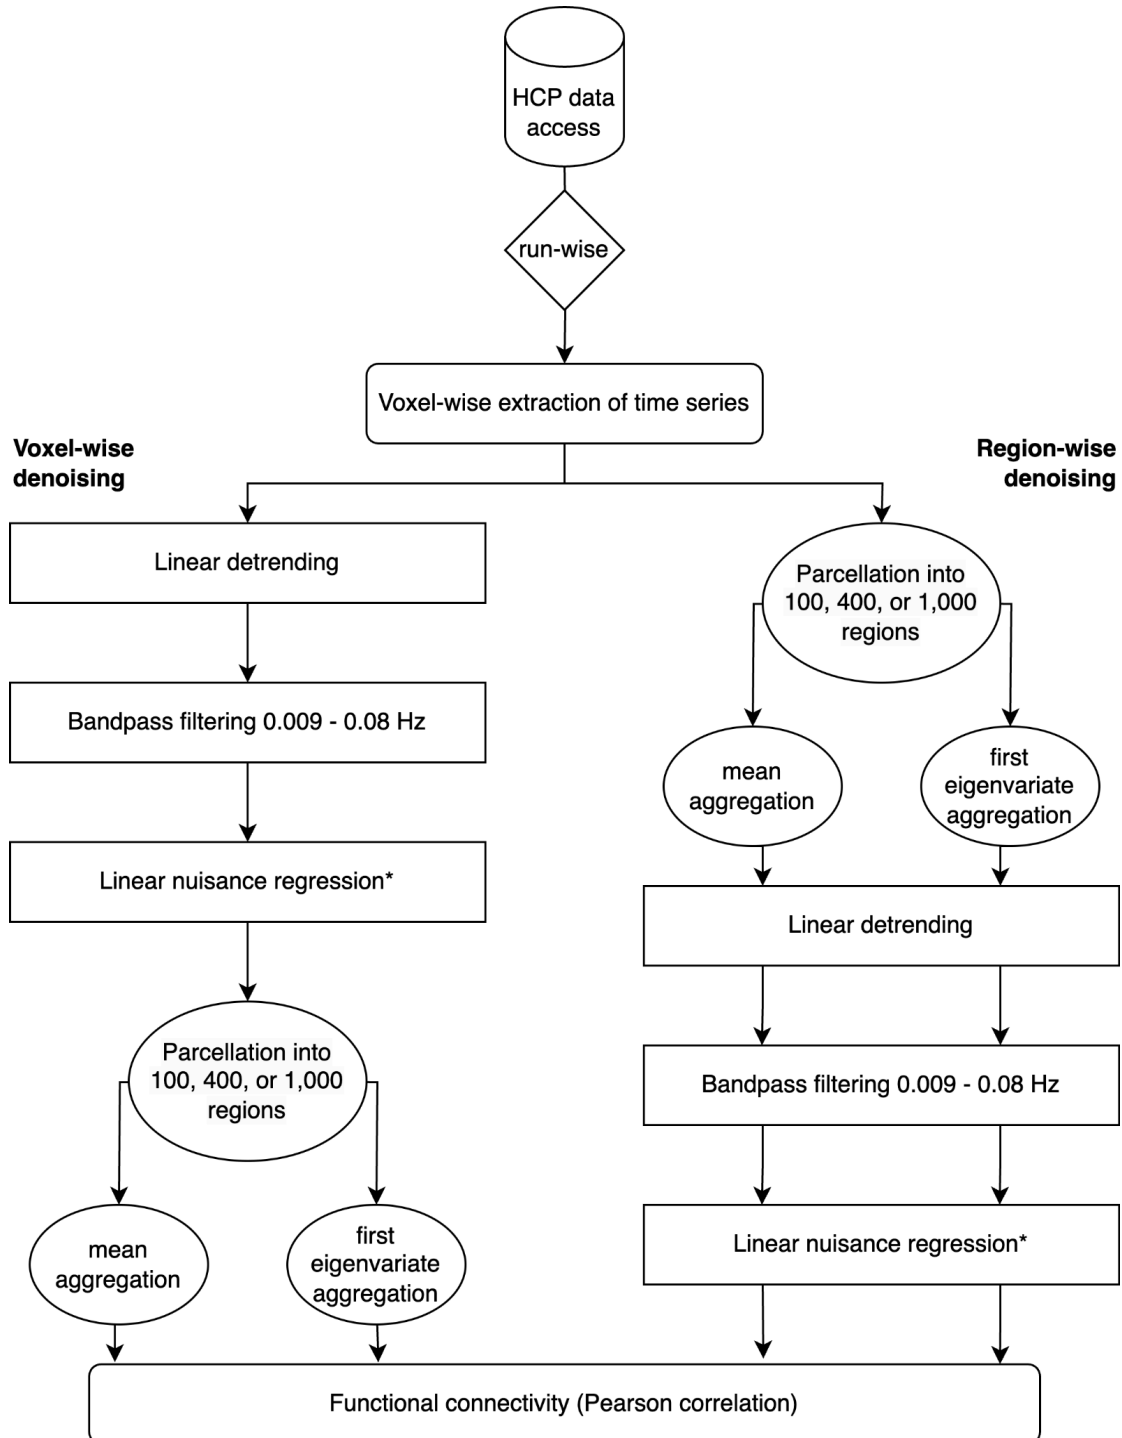 HCP data
access
run-wise
Voxel-wise extraction of time series
Voxel-wise
denoising
Linear detrending
Bandpass filtering 0.009 - 0.08 Hz
Linear nuisance regression*
Parcellation into
100, 400, or 1,000
regions
mean
aggregation
first
eigenvariate
aggregation
Region-wise
denoising
Parcellation into
100, 400, or 1,000
regions
mean
aggregation
first
eigenvariate
aggregation
Linear detrending
Bandpass filtering 0.009 - 0.08 Hz
Linear nuisance regression*
Functional connectivity (Pearson correlation)